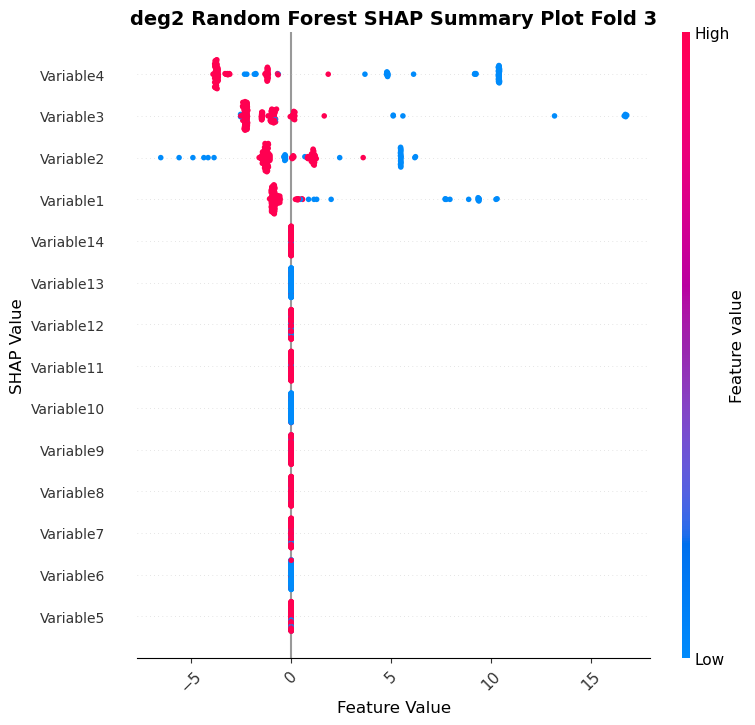 deg2 Random Forest SHAP Summary Plot Fold 3
High
Variable4
Variable3
Variable2
Variable1
Variable14
Variable13
Variable12
Variable11
Variable10
Variable9
Variable8
Variable7
Variable6
Variable5
SHAP Value
Feature value
Low
−5
0
5
10
15
Feature Value